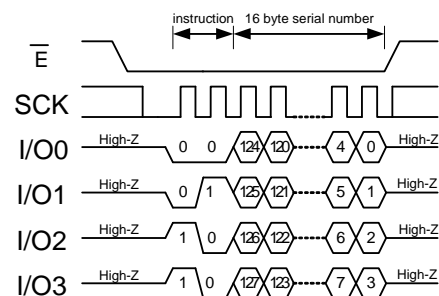 instruction 16 byte serial number
E
SCK
I/O0 High-Z 0 0 124 120 4 0 High-Z
I/O1 High-Z 0 1 125 121 5 1 High-Z
I/O2 High-Z 1 0 126 122 6 2 High-Z
I/O3 High-Z 1 0 127 123 7 3 High-Z